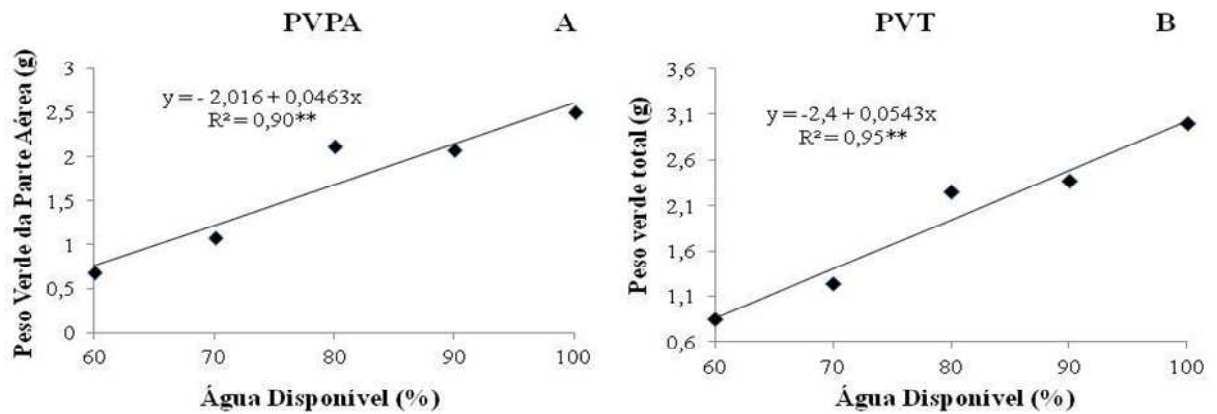 PVPA A
Peso Verde da Parte Aérea (g)
3
2,5
2
1,5
1
0,5
0
y = - 2,016 + 0,0463x
R² = 0,90**
60 70 80 90 100
Água Disponível (%)
PVT B
Peso verde total (g)
3,6
3,1
2,6
2,1
1,6
1,1
0,6
y = -2,4 + 0,0543x
R² = 0,95**
60 70 80 90 100
Água Disponível (%)